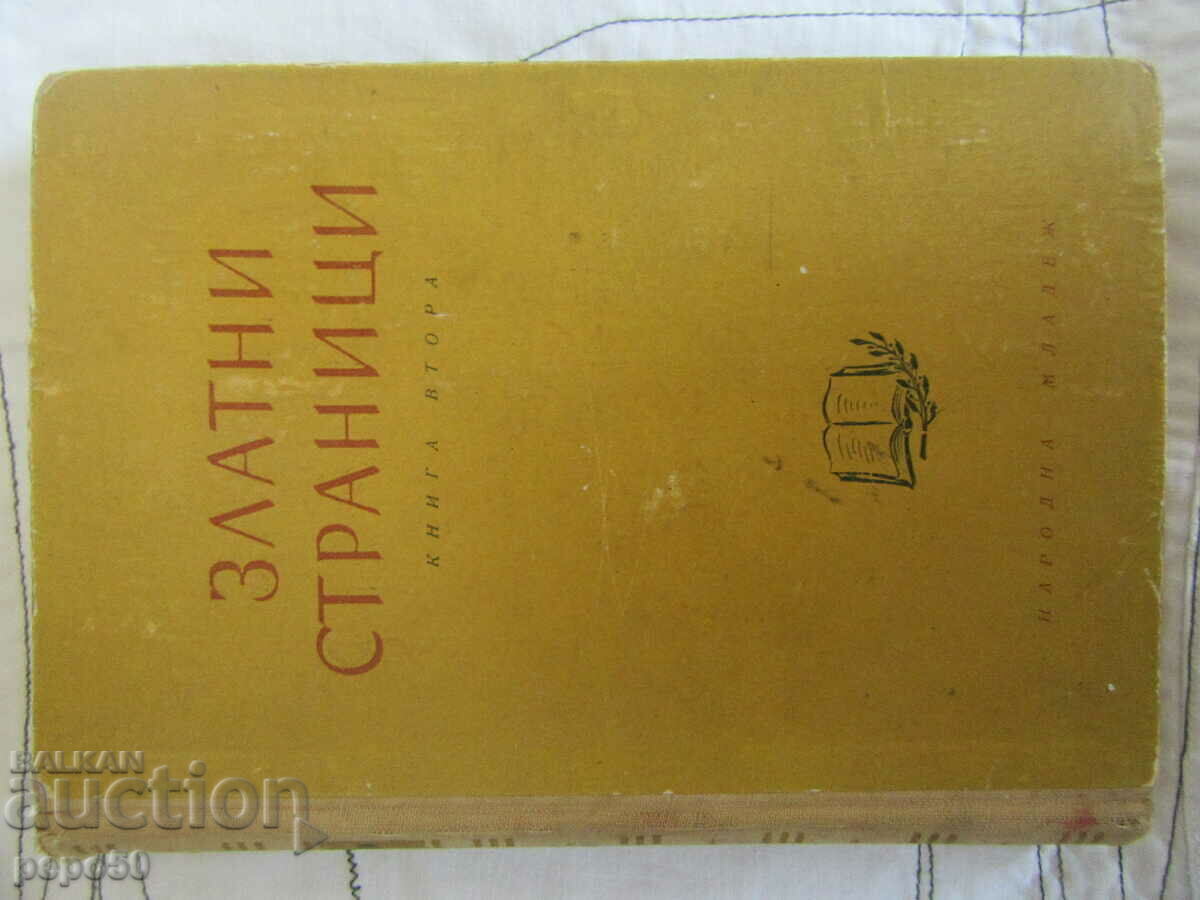 ЗЛАТНИ
СТРАНИЦИ
КНИГА ВТОРА
НАРОДНА МЛАДЕЖ
BALKAN
auction
pepo50